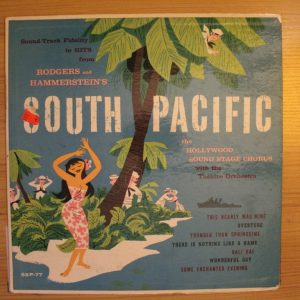 Sound-Track Fidelity
in HITS
from
RODGERS and
HAMMERSTEIN'S
SOUTH PACIFIC
the
HOLLYWOOD
SOUND STAGE CHORUS
with the
Theatre Orchestra
THIS NEARLY WAS MINE
OVERTURE
YOUNGER THAN SPRINGTIME
THERE IS NOTHING LIKE A DAME
BALI HAI
WONDERFUL GUY
SOME ENCHANTED EVENING
SXP-77